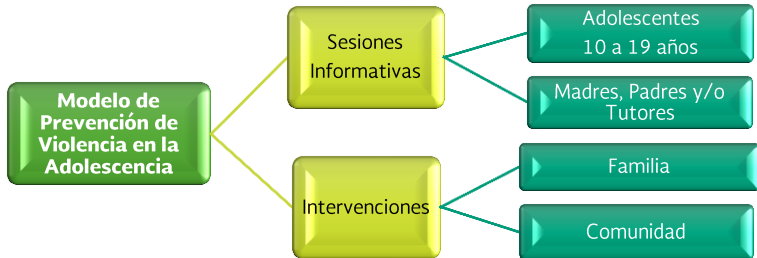 Modelo de
Prevención de
Violencia en la
Adolescencia
Sesiones
Informativas
Adolescentes
10 a 19 años
Madres, Padres y/o
Tutores
Intervenciones
Familia
Comunidad